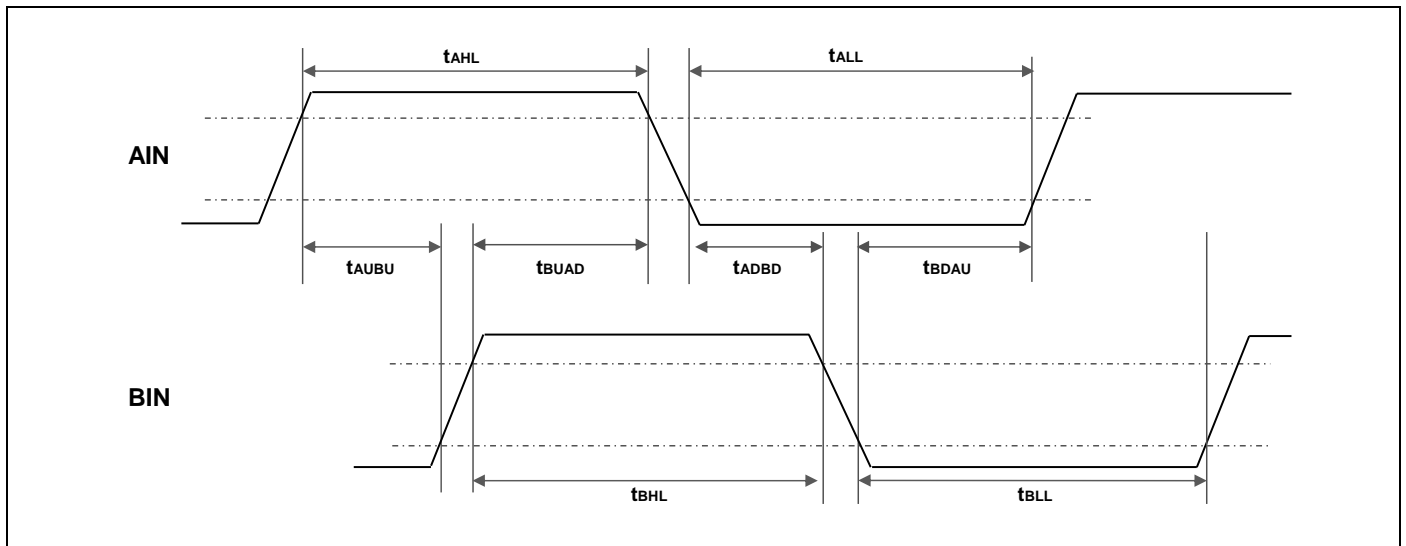 tAHL tALL
AIN
tAUBU tBUAD tADBD tBDAU
BIN
tBHL tBLL